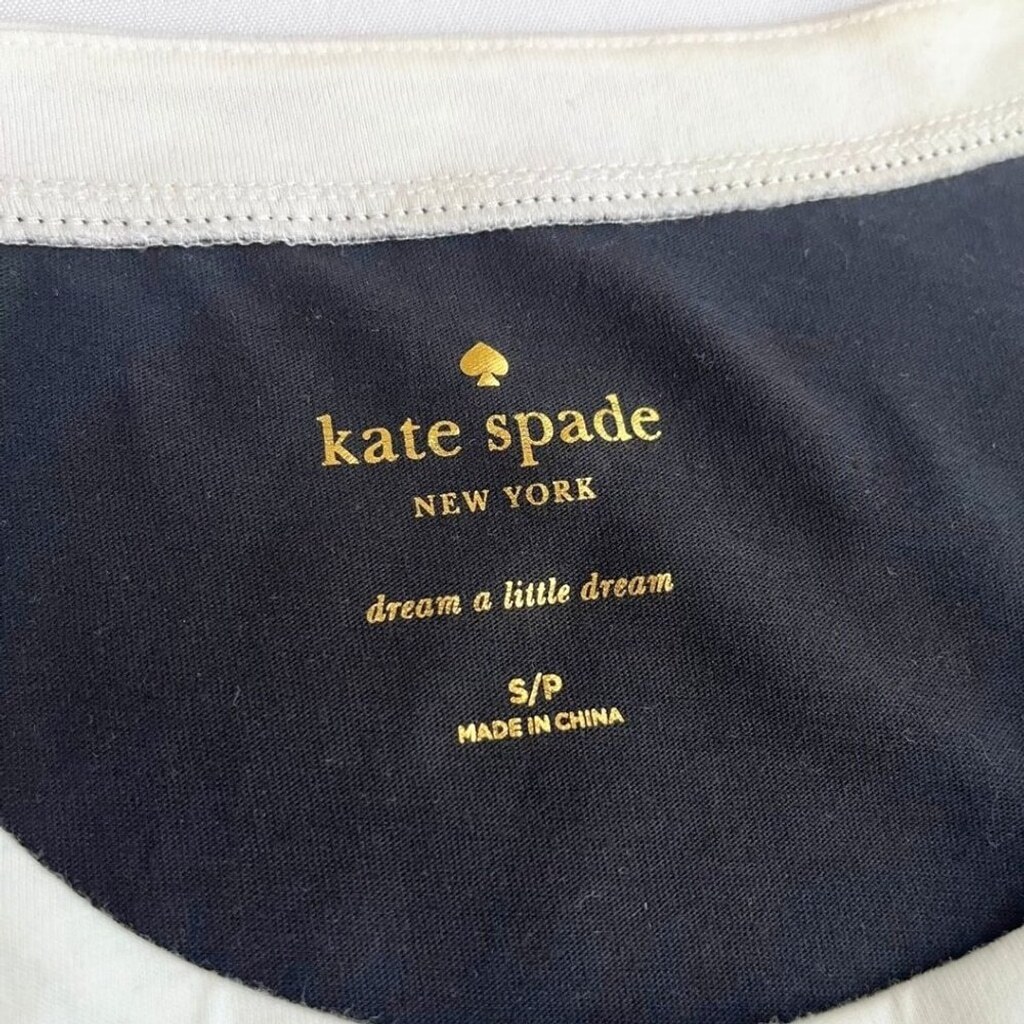 kate spade
NEW YORK
dream a little dream
S/P
MADE IN CHINA